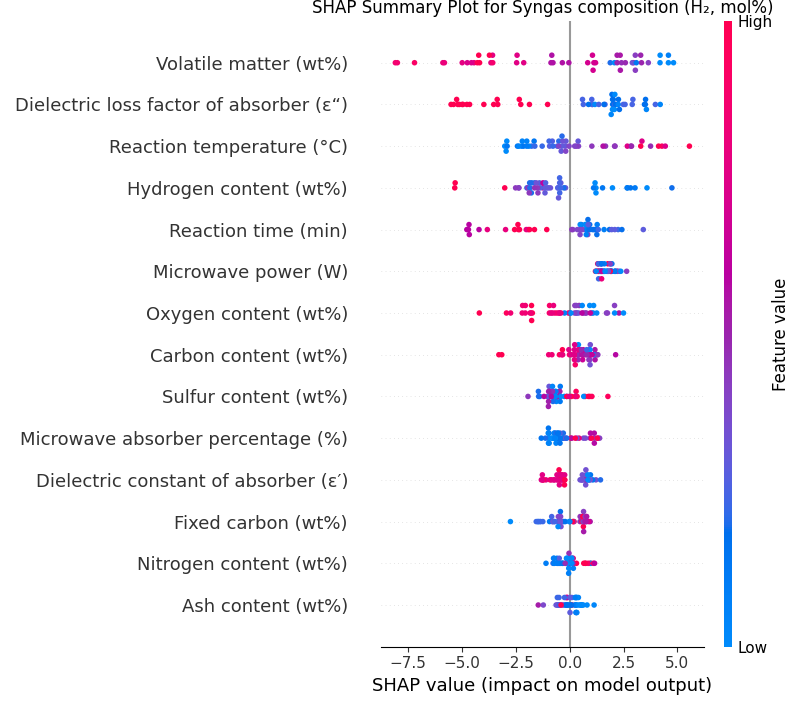 SHAP Summary Plot for Syngas composition (H₂, mol%)
High
Volatile matter (wt%)
Dielectric loss factor of absorber (ε“)
Reaction temperature (°C)
Hydrogen content (wt%)
Reaction time (min)
Microwave power (W)
Oxygen content (wt%)
Carbon content (wt%)
Sulfur content (wt%)
Microwave absorber percentage (%)
Dielectric constant of absorber (ε′)
Fixed carbon (wt%)
Nitrogen content (wt%)
Ash content (wt%)
Feature value
Low
−7.5 −5.0 −2.5 0.0 2.5 5.0
SHAP value (impact on model output)